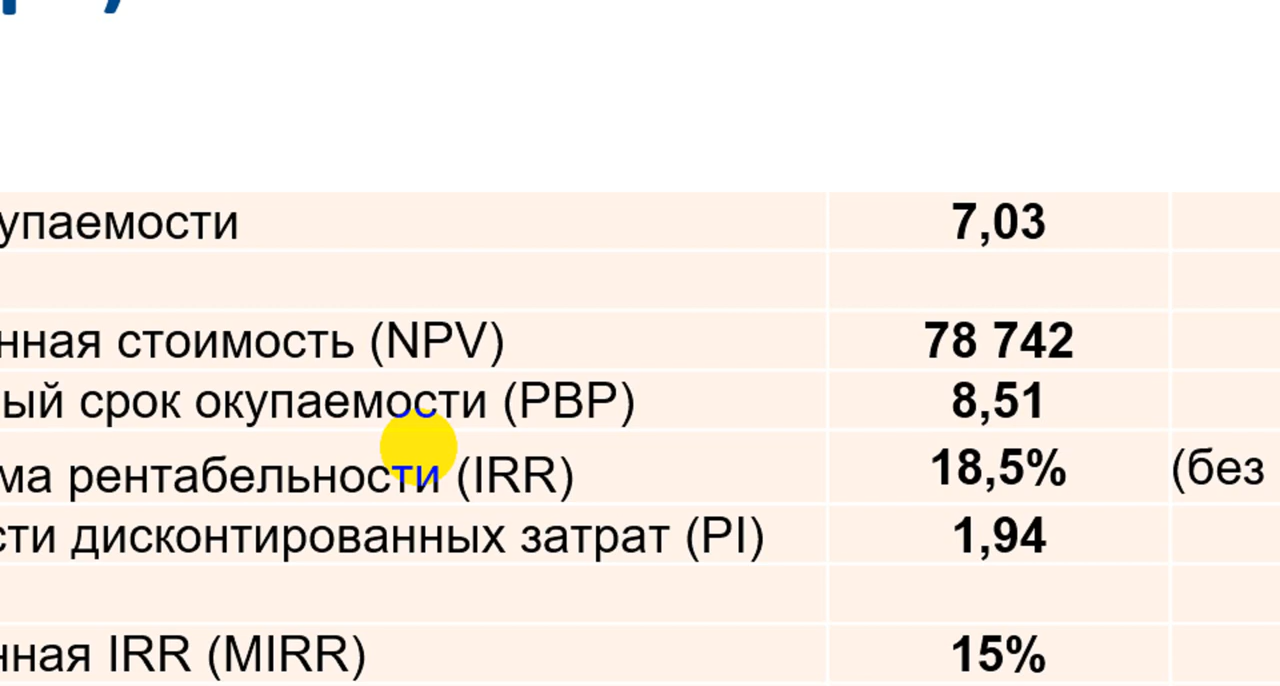 упаемости 7,03
нная стоимость (NPV) 78 742
ый срок окупаемости (PBP) 8,51
ма рентабельности (IRR) 18,5% (без
сти дисконтированных затрат (PI) 1,94
нная IRR (MIRR) 15%